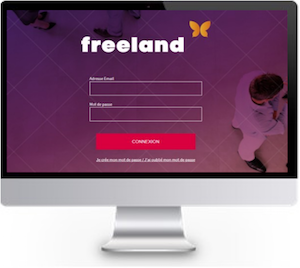 freeland
Adresse Email
Mot de passe
CONNEXION
Je crée mon mot de passe / J'ai oublié mon mot de passe